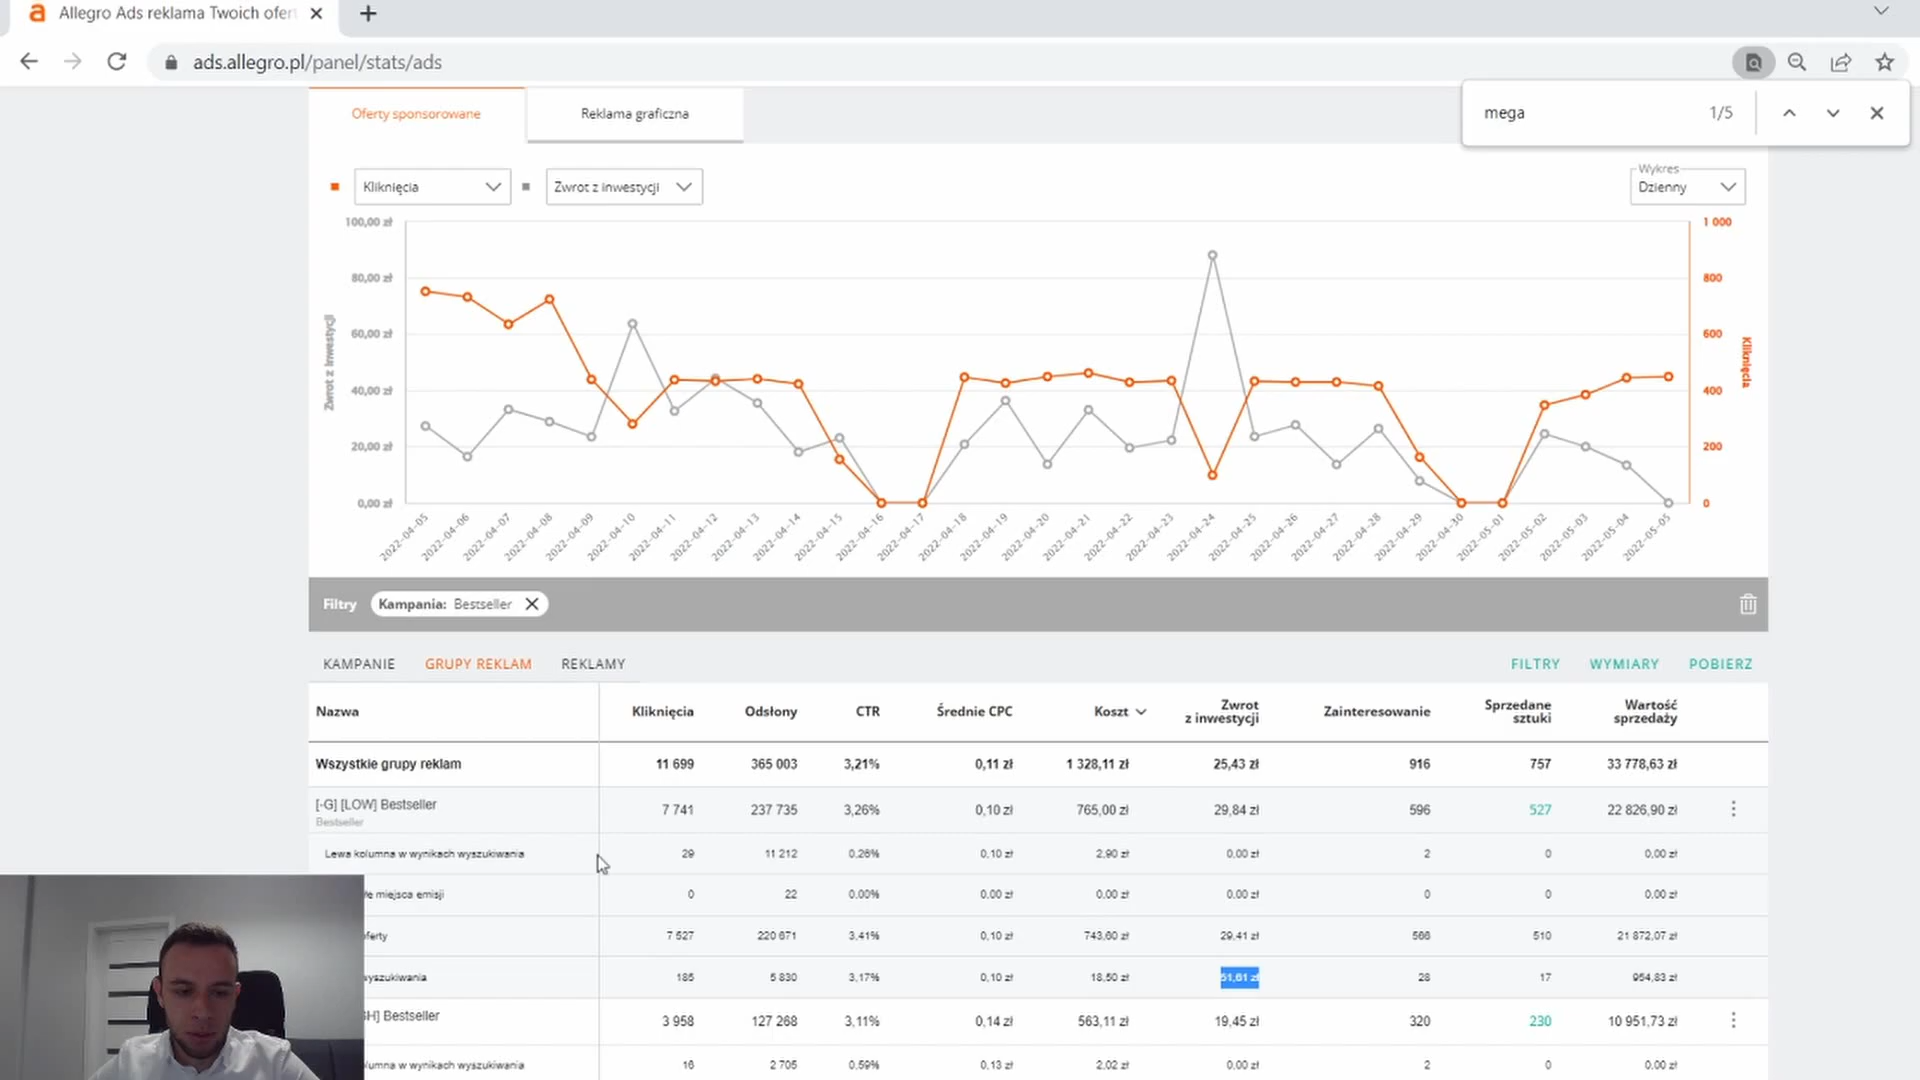 Allegro Ads reklama Twoich ofert
ads.allegro.pl/panel/stats/ads
mega 1/5
Oferty sponsorowane
Reklama graficzna
Kliknięcia
Zwrot z inwestycji
Wykres
Dzienny
100,00 zł
80,00 zł
60,00 zł
40,00 zł
20,00 zł
0,00 zł
Zwrot z inwestycji
1 000
800
600
400
200
0
Kliknięcia
2022-04-05
2022-04-06
2022-04-07
2022-04-08
2022-04-09
2022-04-10
2022-04-11
2022-04-12
2022-04-13
2022-04-14
2022-04-15
2022-04-16
2022-04-17
2022-04-18
2022-04-19
2022-04-20
2022-04-21
2022-04-22
2022-04-23
2022-04-24
2022-04-25
2022-04-26
2022-04-27
2022-04-28
2022-04-29
2022-04-30
2022-05-01
2022-05-02
2022-05-03
2022-05-04
2022-05-05
Filtry Kampania: Bestseller
KAMPANIE GRUPY REKLAM REKLAMY FILTRY WYMIARY POBIERZ
Nazwa Kliknięcia Odsłony CTR Średnie CPC Koszt Zwrot z inwestycji Zainteresowanie Sprzedane sztuki Wartość sprzedaży
Wszystkie grupy reklam 11 699 365 003 3,21% 0,11 zł 1 328,11 zł 25,43 zł 916 757 33 778,63 zł
[-G] [LOW] Bestseller 7 741 237 735 3,26% 0,10 zł 765,00 zł 29,84 zł 596 527 22 826,90 zł
Bestseller
Lewa kolumna w wynikach wyszukiwania 29 11 212 0,26% 0,10 zł 2,90 zł 0,00 zł 2 0 0,00 zł
miejsca emisji 0 22 0,00% 0,00 zł 0,00 zł 0,00 zł 0 0 0,00 zł
ferty 7 527 220 671 3,41% 0,10 zł 743,60 zł 29,41 zł 566 510 21 872,07 zł
wyszukiwania 185 5 830 3,17% 0,10 zł 18,50 zł 51,61 zł 28 17 954,83 zł
H] Bestseller 3 958 127 268 3,11% 0,14 zł 563,11 zł 19,45 zł 320 230 10 951,73 zł
lumna w wynikach wyszukiwania 16 2 705 0,59% 0,13 zł 2,02 zł 0,00 zł 2 0 0,00 zł